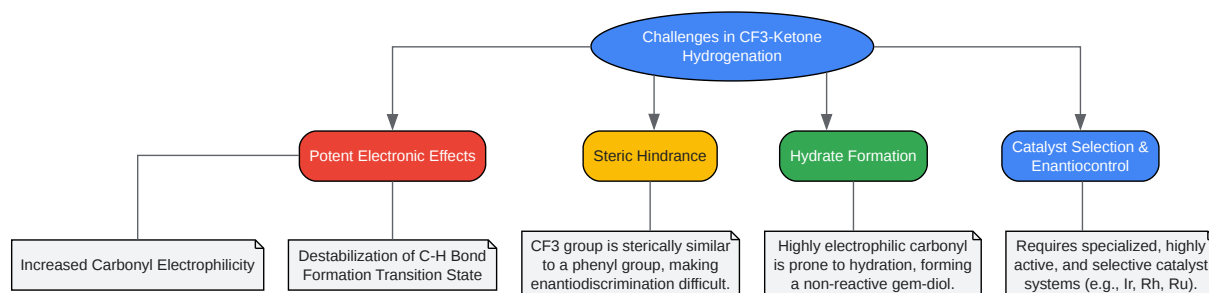 Challenges in CF3-Ketone
Hydrogenation
Potent Electronic Effects
Steric Hindrance
Hydrate Formation
Catalyst Selection &
Enantiocontrol
Increased Carbonyl Electrophilicity
Destabilization of C-H Bond
Formation Transition State
CF3 group is sterically similar
to a phenyl group, making
enantiodiscrimination difficult.
Highly electrophilic carbonyl
is prone to hydration, forming
a non-reactive gem-diol.
Requires specialized, highly
active, and selective catalyst
systems (e.g., Ir, Rh, Ru).